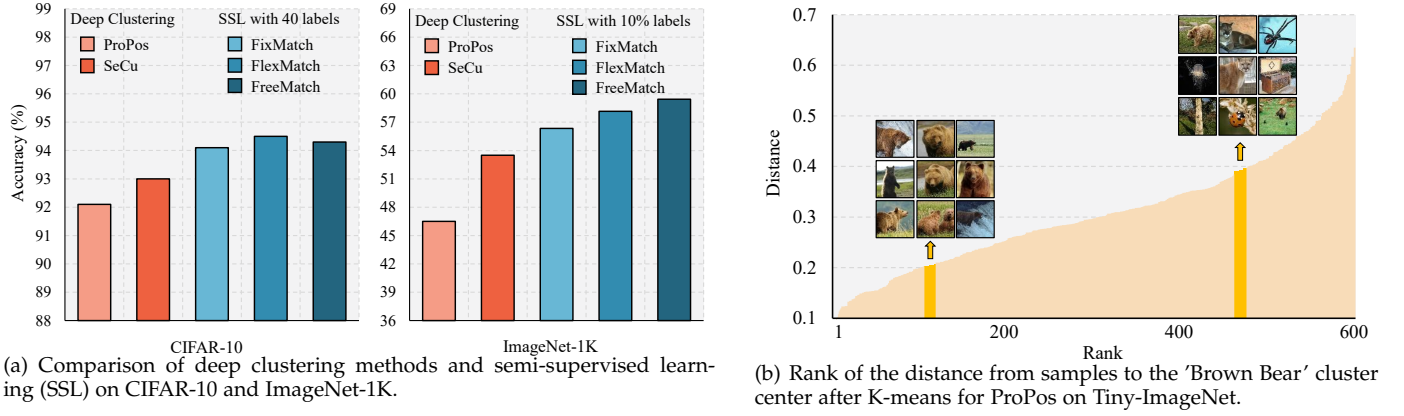 99
98
97
96
95
94
93
92
91
90
89
88
Accuracy (%)
Deep Clustering
SSL with 40 labels
ProPos
SeCu
FixMatch
FlexMatch
FreeMatch
CIFAR-10
69
66
63
60
57
54
51
48
45
42
39
36
Deep Clustering
SSL with 10% labels
ProPos
SeCu
FixMatch
FlexMatch
FreeMatch
ImageNet-1K
(a) Comparison of deep clustering methods and semi-supervised learn-
ing (SSL) on CIFAR-10 and ImageNet-1K.
0.7
0.6
0.5
0.4
0.3
0.2
0.1
Distance
1
200
400
600
Rank
(b) Rank of the distance from samples to the 'Brown Bear' cluster
center after K-means for ProPos on Tiny-ImageNet.